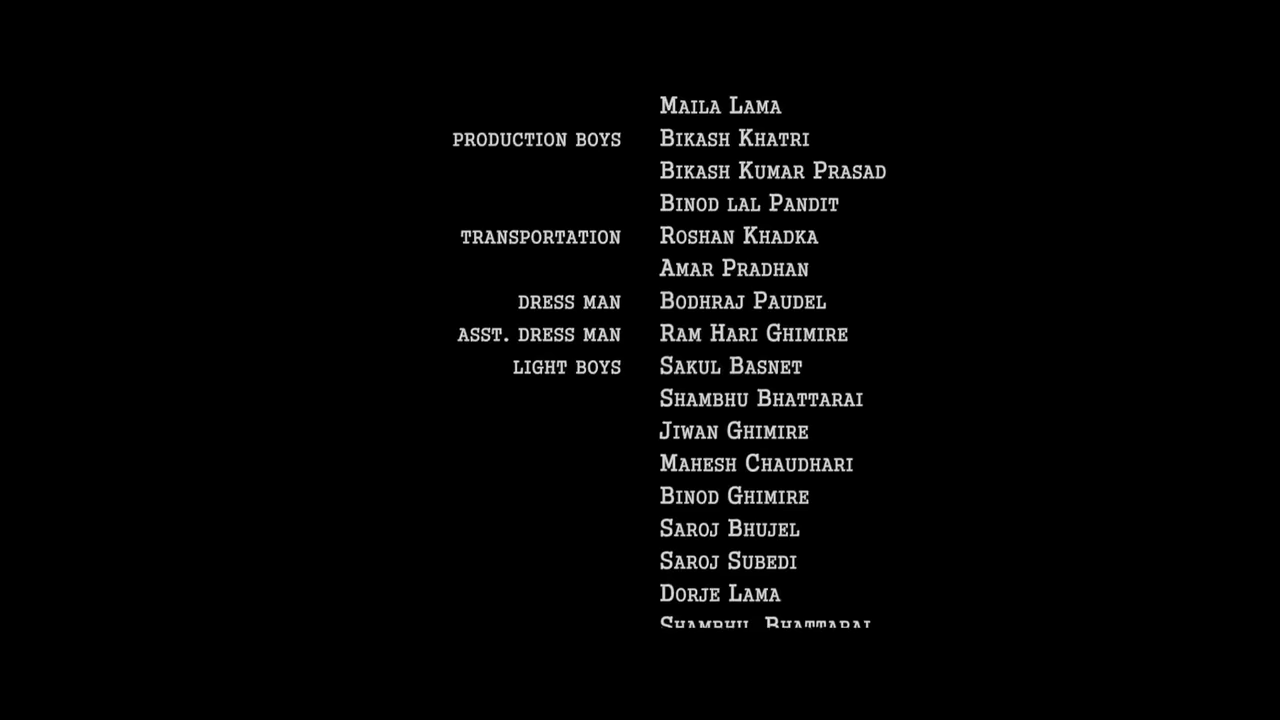 Maila Lama
PRODUCTION BOYS Bikash Khatri
Bikash Kumar Prasad
Binod lal Pandit
TRANSPORTATION Roshan Khadka
Amar Pradhan
DRESS MAN Bodhraj Paudel
ASST. DRESS MAN Ram Hari Ghimire
LIGHT BOYS Sakul Basnet
Shambhu Bhattarai
Jiwan Ghimire
Mahesh Chaudhari
Binod Ghimire
Saroj Bhujel
Saroj Subedi
Dorje Lama
Shambhu Bhattarai